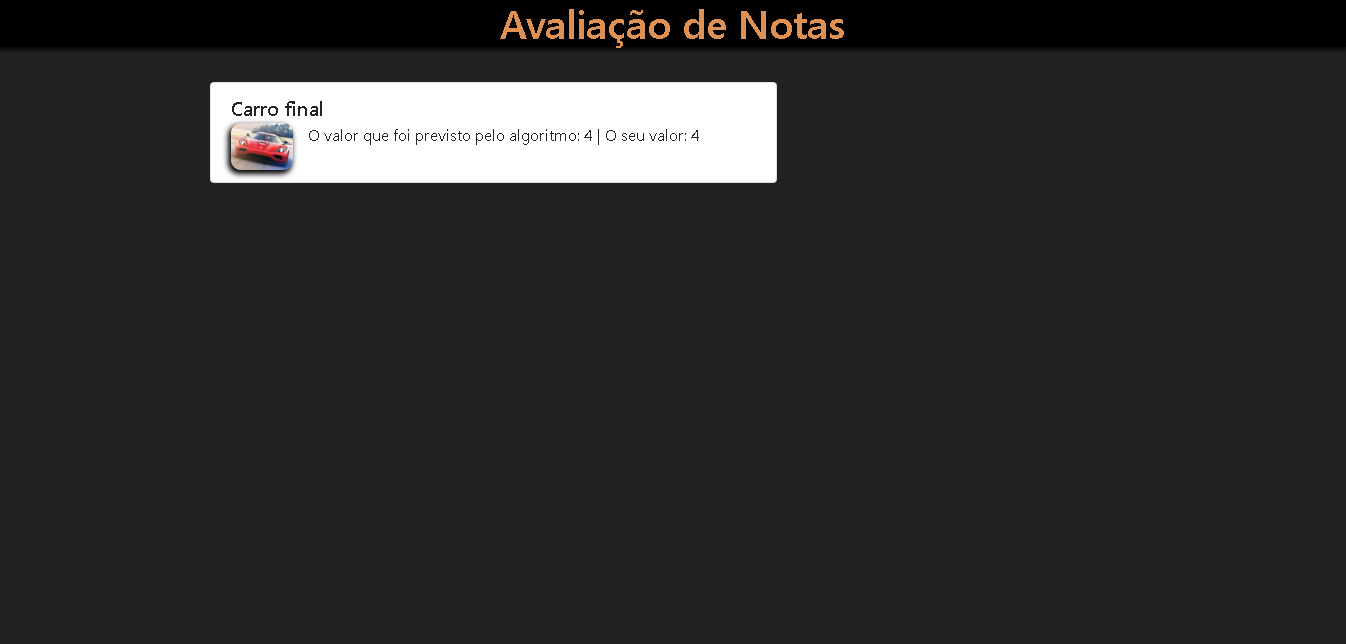 Avaliação de Notas
Carro final
O valor que foi previsto pelo algoritmo: 4 | O seu valor: 4